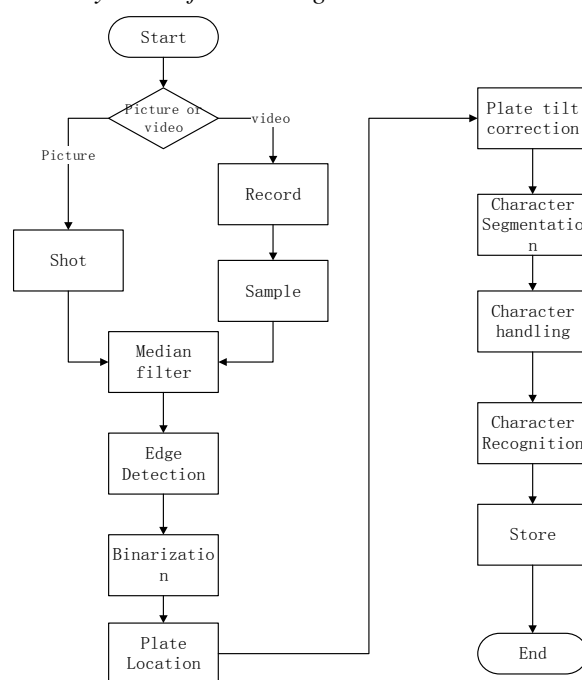 Start
Picture or
video
Picture
video
Record
Shot
Sample
Median
filter
Edge
Detection
Binarizatio
n
Plate
Location
Plate tilt
correction
Character
Segmentatio
n
Character
handling
Character
Recognition
Store
End